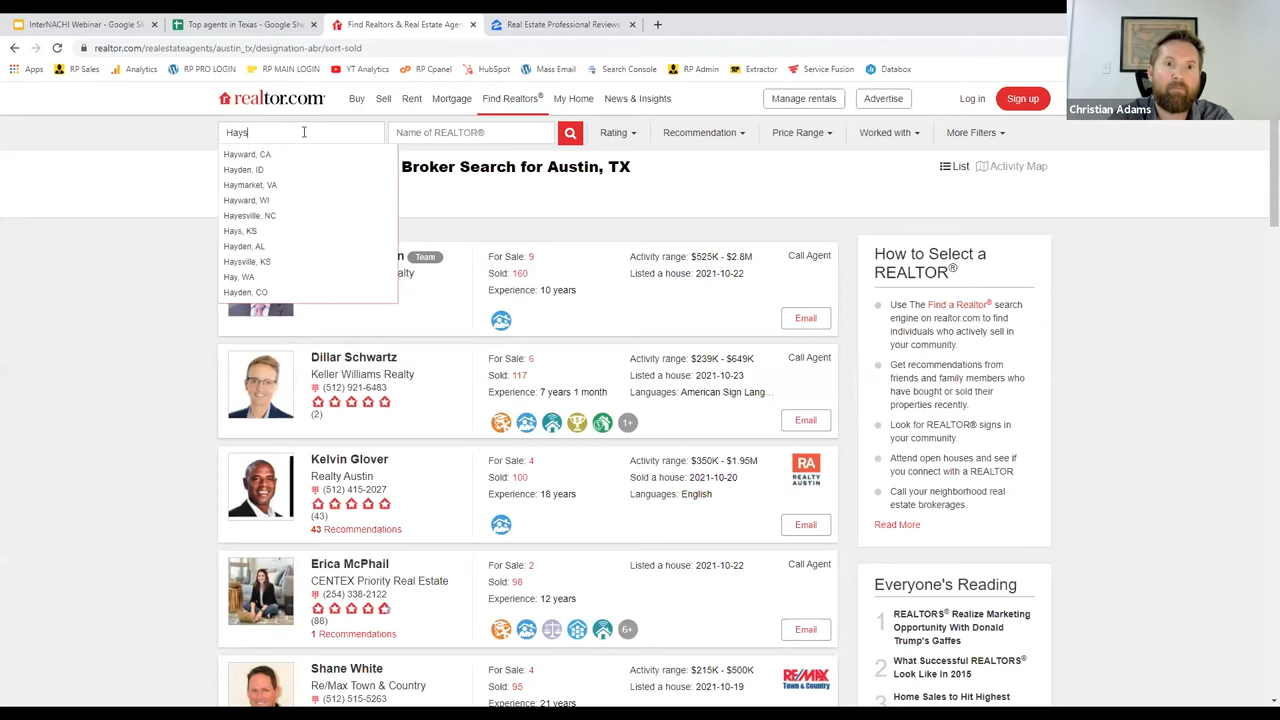 InterNACHI Webinar - Google Sli
Top agents in Texas - Google She
Find Realtors & Real Estate Agen
Real Estate Professional Reviews
realtor.com/realestateagents/austin_tx/designation-abr/sort-sold
Apps
RP Sales
Analytics
RP PRO LOGIN
RP MAIN LOGIN
YT Analytics
RP Cpanel
HubSpot
Mass Email
Search Console
RP Admin
Extractor
Service Fusion
Databox
Christian Adams
realtor.com
Buy
Sell
Rent
Mortgage
Find Realtors®
My Home
News & Insights
Manage rentals
Advertise
Log in
Sign up
Hays
Name of REALTOR®
Rating
Recommendation
Price Range
Worked with
More Filters
Hayward, CA
Hayden, ID
Haymarket, VA
Hayward, WI
Hayesville, NC
Hays, KS
Hayden, AL
Haysville, KS
Hay, WA
Hayden, CO
Broker Search for Austin, TX
List
Activity Map
Team
For Sale: 9
Sold: 160
Experience: 10 years
Activity range: $525K - $2.8M
Listed a house: 2021-10-22
Call Agent
Email
Dillar Schwartz
Keller Williams Realty
(512) 921-6483
(2)
For Sale: 6
Sold: 117
Experience: 7 years 1 month
1+
Activity range: $239K - $649K
Listed a house: 2021-10-23
Languages: American Sign Lang...
Call Agent
Email
Kelvin Glover
Realty Austin
(512) 415-2027
(43)
43 Recommendations
For Sale: 4
Sold: 100
Experience: 18 years
Activity range: $350K - $1.95M
Sold a house: 2021-10-20
Languages: English
RA
REALTY
AUSTIN
Email
Erica McPhail
CENTEX Priority Real Estate
(254) 338-2122
(88)
1 Recommendations
For Sale: 2
Sold: 98
Experience: 12 years
6+
Listed a house: 2021-10-22
Call Agent
Email
Shane White
Re/Max Town & Country
(512) 515-5263
For Sale: 4
Sold: 95
Experience: 21 years
Activity range: $215K - $500K
Listed a house: 2021-10-19
RE/MAX
Town & Country
How to Select a
REALTOR®
Use The Find a Realtor® search
engine on realtor.com to find
individuals who actively sell in
your community.
Get recommendations from
friends and family members who
have bought or sold their
properties recently.
Look for REALTOR® signs in
your community.
Attend open houses and see if
you connect with a REALTOR
Call your neighborhood real
estate brokerages.
Read More
Everyone's Reading
1 REALTORS® Realize Marketing
Opportunity With Donald
Trump's Gaffes
2 What Successful REALTORS®
Look Like In 2015
3 Home Sales to Hit Highest